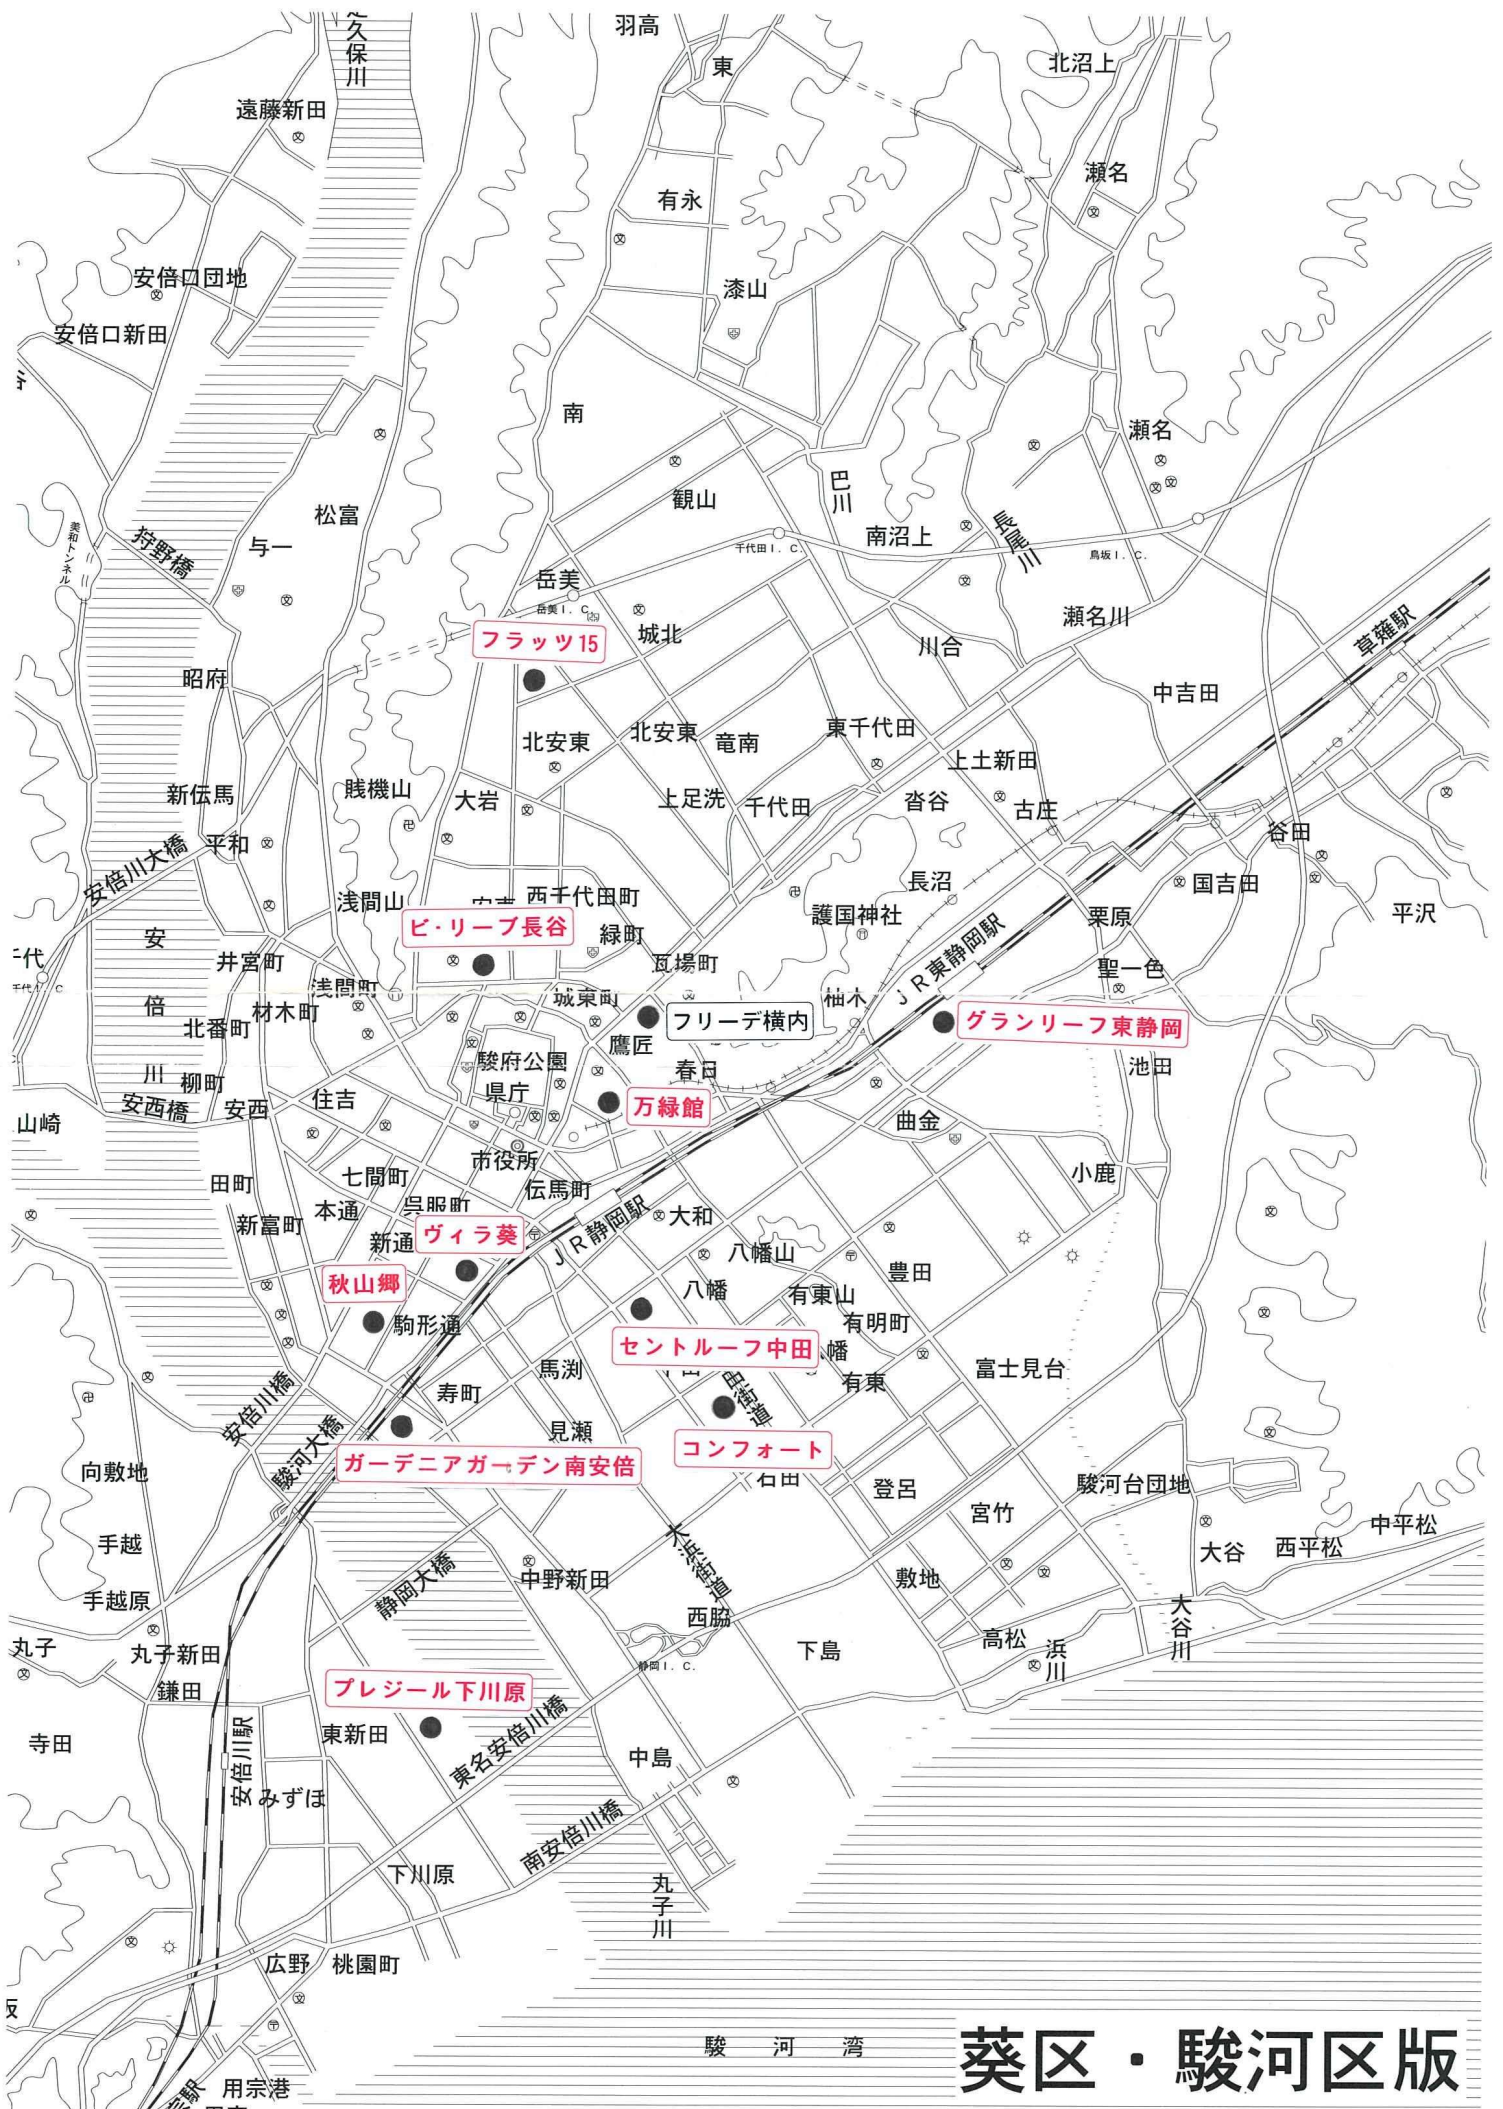 足久保川
羽高
東
北沼上
遠藤新田
瀬名
有永
安倍口団地
漆山
安倍口新田
谷
南
瀬名
松富
観山
巴川
南沼上
長尾川
千代田I.C.
鳥坂I.C.
美和トンネル
狩野橋
与一
岳美
岳美I.C.
フラッツ15
城北
瀬名川
川合
草薙駅
昭府
中吉田
北安東
北安東
竜南
東千代田
上土新田
新伝馬
賤機山
大岩
上足洗
千代田
沓谷
古庄
谷田
平和
安倍川大橋
浅間山
西千代田町
長沼
国吉田
栗原
平沢
ビ・リーブ長谷
緑町
護国神社
千代
千代I.C
安倍川
井宮町
瓦場町
JR東静岡駅
聖一色
浅間町
城東町
柚木
材木町
北番町
フリーデ横内
グランリーフ東静岡
鷹匠
駿府公園
春日
池田
県庁
柳町
安西橋
安西
住吉
万緑館
山崎
曲金
市役所
小鹿
田町
七間町
伝馬町
本通
呉服町
新富町
JR静岡駅
大和
新通
ヴィラ葵
八幡山
秋山郷
八幡
豊田
有東山
駒形通
有明町
セントルーフ中田
幡
馬渕
富士見台
寿町
有東
街道
安倍川橋
見瀬
駿河大橋
コンフォート
ガーデニアガーデン南安倍
向敷地
石田
登呂
駿河台団地
宮竹
手越
大浜街道
中平松
西平松
大谷
静岡大橋
中野新田
敷地
手越原
西脇
大谷川
丸子
丸子新田
高松
浜川
下島
静岡I.C.
鎌田
プレジール下川原
寺田
東新田
安倍川駅
東名安倍川橋
中島
みずほ
南安倍川橋
下川原
丸子川
広野
桃園町
駿河湾
葵区・駿河区版
用宗港